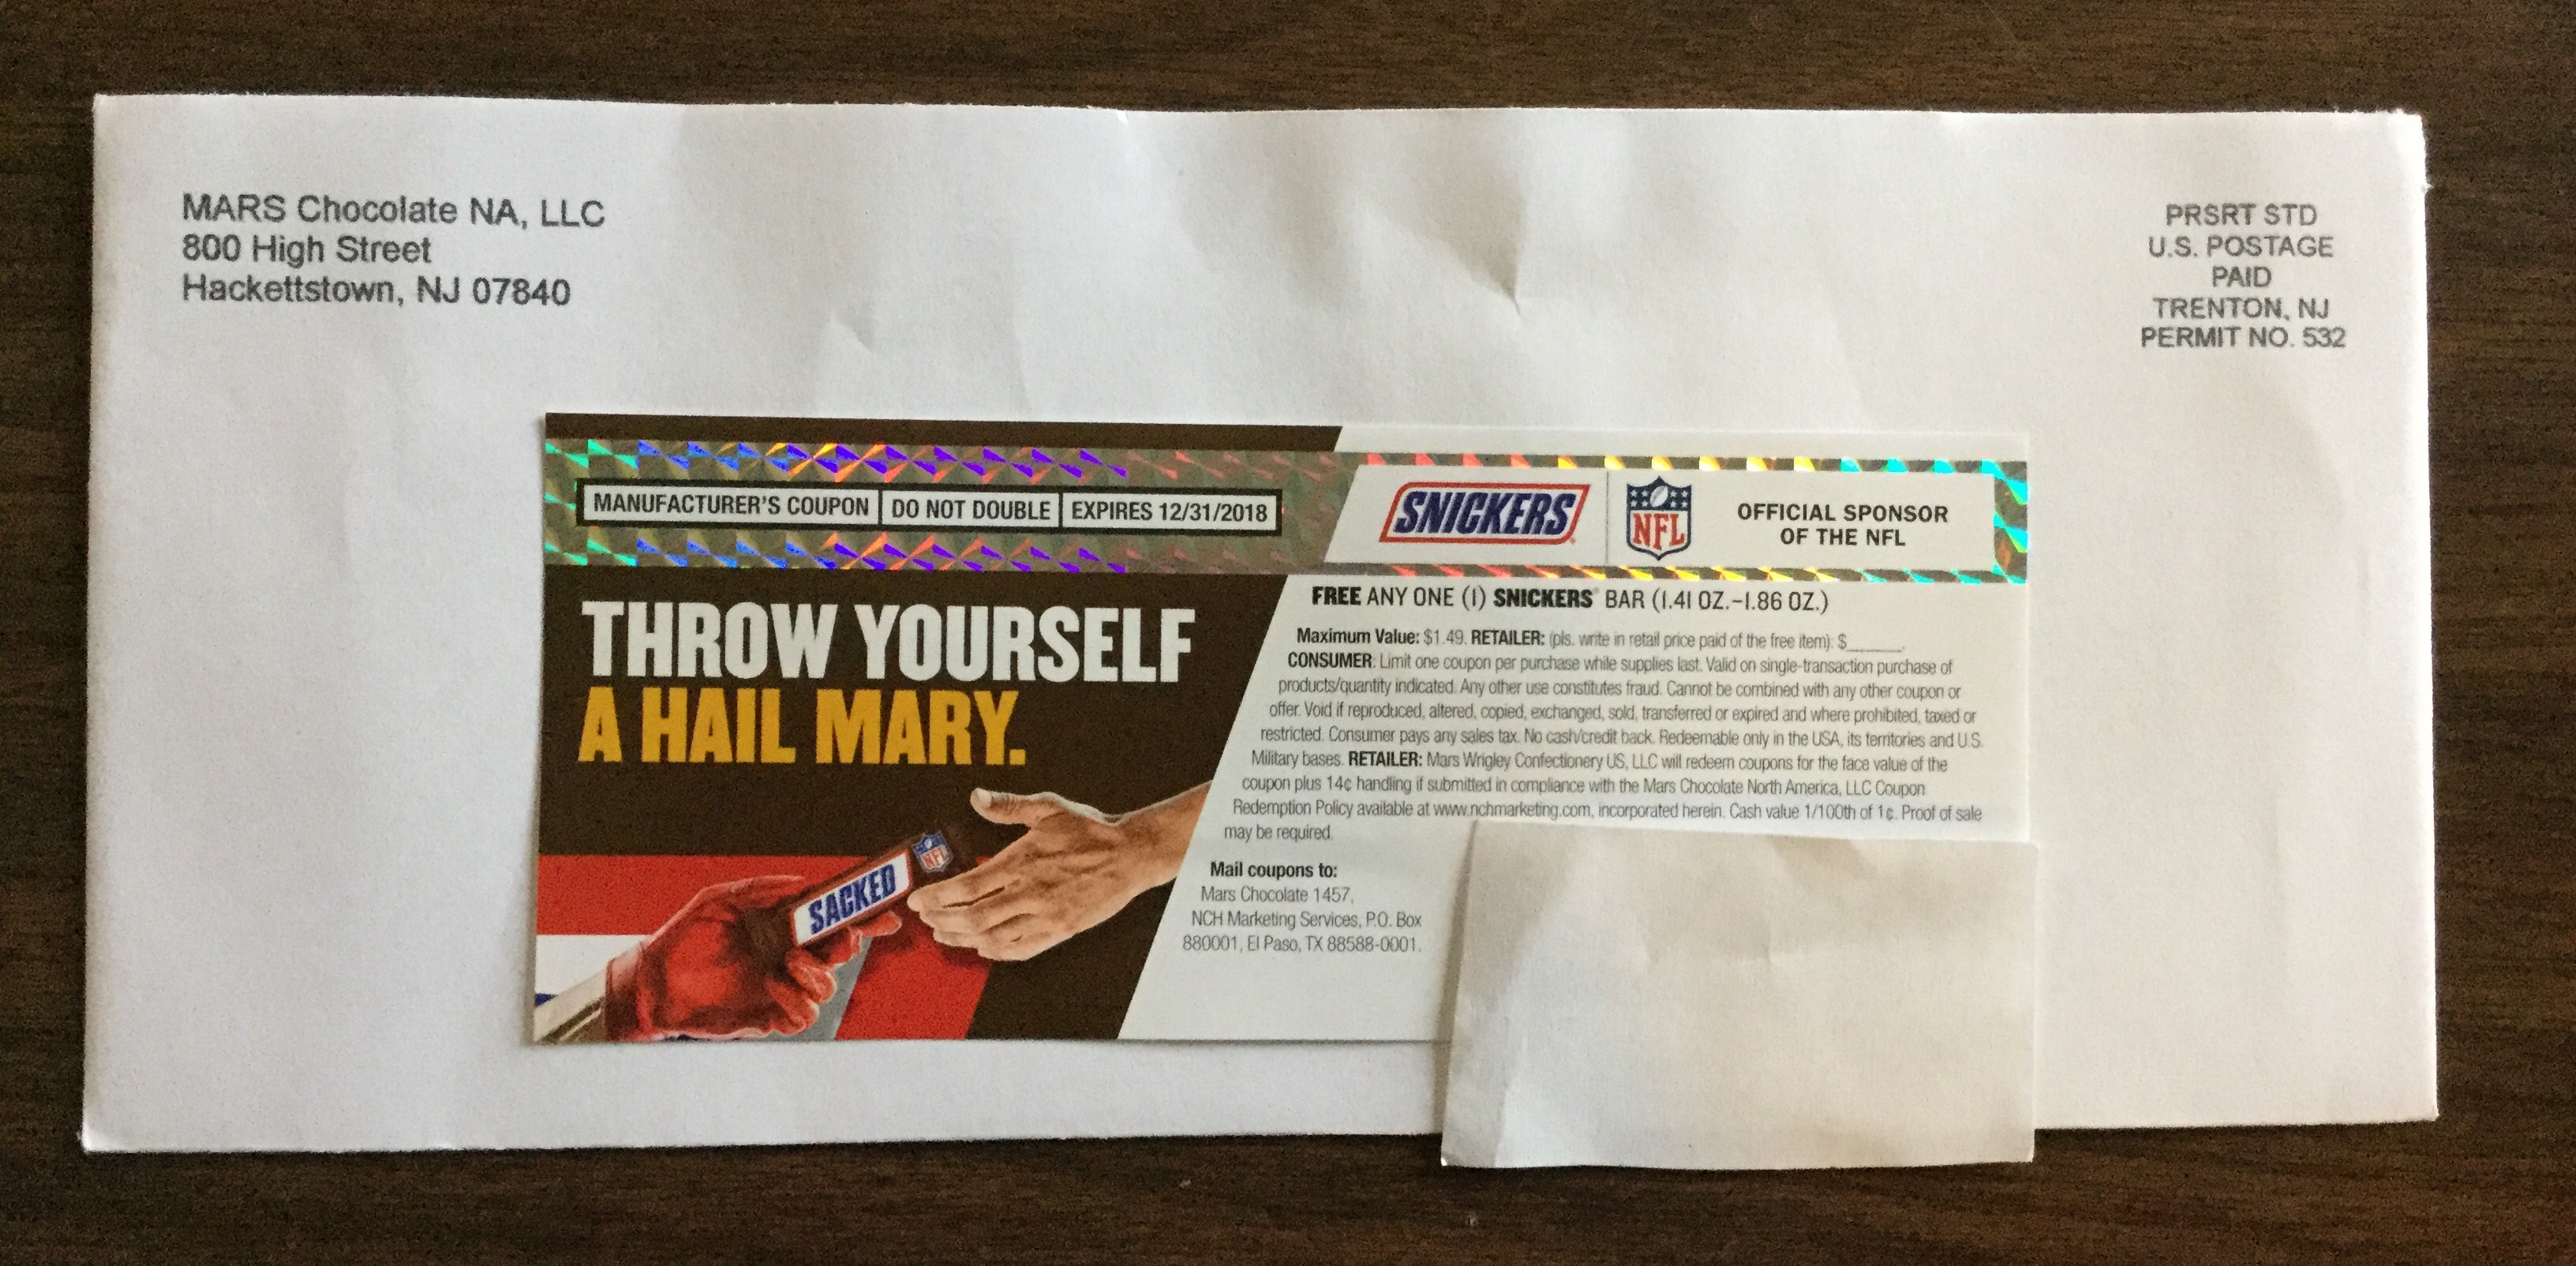 MARS Chocolate NA, LLC
800 High Street
Hackettstown, NJ 07840
PRSRT STD
U.S. POSTAGE
PAID
TRENTON, NJ
PERMIT NO. 532
MANUFACTURER'S COUPON DO NOT DOUBLE EXPIRES 12/31/2018
SNICKERS
NFL
OFFICIAL SPONSOR
OF THE NFL
THROW YOURSELF
A HAIL MARY.
SACKED
NFL
FREE ANY ONE (1) SNICKERS® BAR (1.41 OZ.-1.86 OZ.)
Maximum Value: $1.49. RETAILER: (pls. write in retail price paid of the free item): $______.
CONSUMER: Limit one coupon per purchase while supplies last. Valid on single-transaction purchase of
products/quantity indicated. Any other use constitutes fraud. Cannot be combined with any other coupon or
offer. Void if reproduced, altered, copied, exchanged, sold, transferred or expired and where prohibited, taxed or
restricted. Consumer pays any sales tax. No cash/credit back. Redeemable only in the USA, its territories and U.S.
Military bases. RETAILER: Mars Wrigley Confectionery US, LLC will redeem coupons for the face value of the
coupon plus 14¢ handling if submitted in compliance with the Mars Chocolate North America, LLC Coupon
Redemption Policy available at www.nchmarketing.com, incorporated herein. Cash value 1/100th of 1¢. Proof of sale
may be required.
Mail coupons to:
Mars Chocolate 1457,
NCH Marketing Services, P.O. Box
880001, El Paso, TX 88588-0001.